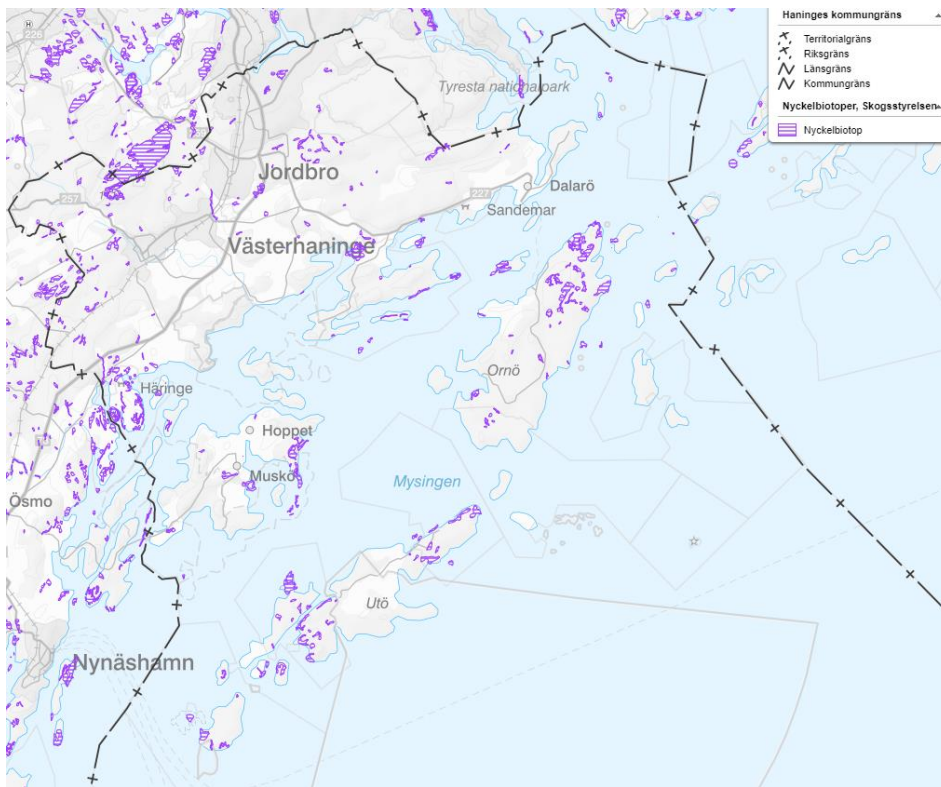 Haninges kommungräns
Territorialgräns
Riksgräns
Länsgräns
Kommungräns
Nyckelbiotoper, Skogsstyrelsen
Nyckelbiotop
226
Tyresta nationalpark
Jordbro
Dalarö
227
257
Sandemar
Västerhaninge
Ornö
Häringe
Hoppet
Muskö
Mysingen
Ösmo
Utö
Nynäshamn